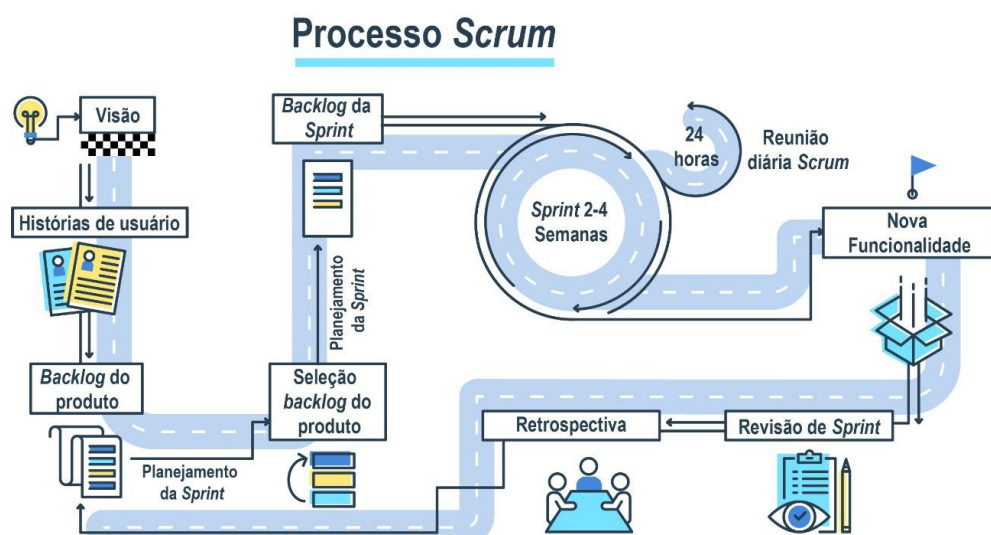 Processo Scrum
Visão
Histórias de usuário
Backlog do
produto
Planejamento
da Sprint
Seleção
backlog do
produto
Planejamento
da Sprint
Backlog da
Sprint
Sprint 2-4
Semanas
24
horas
Reunião
diária Scrum
Nova
Funcionalidade
Revisão de Sprint
Retrospectiva